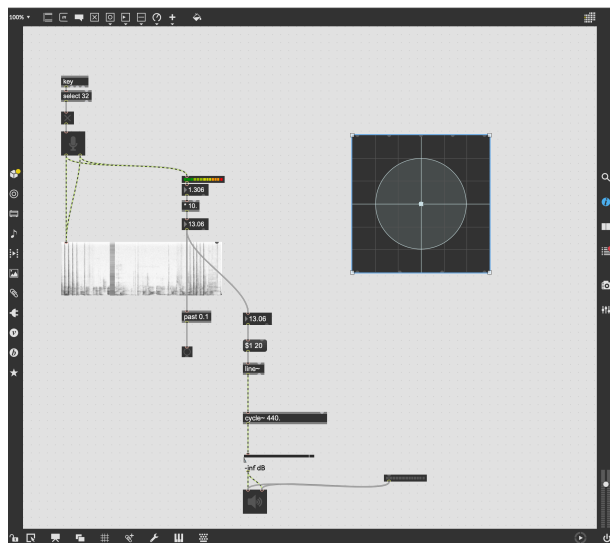 100%
key
select 32
1.306
* 10.
13.06
past 0.1
13.06
$1 20
line~
cycle~ 440.
-inf dB